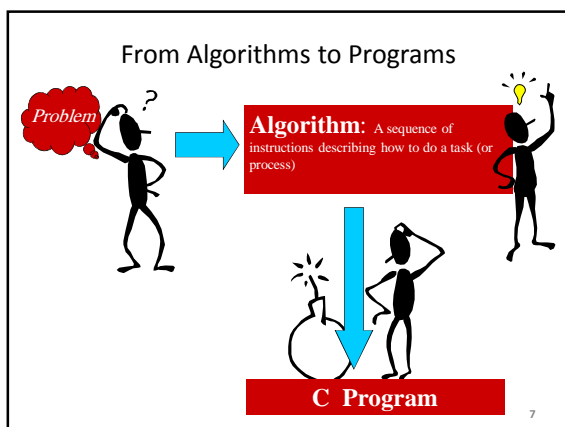 From Algorithms to Programs
Problem
?
Algorithm: A sequence of
instructions describing how to do a task (or
process)
C Program
7